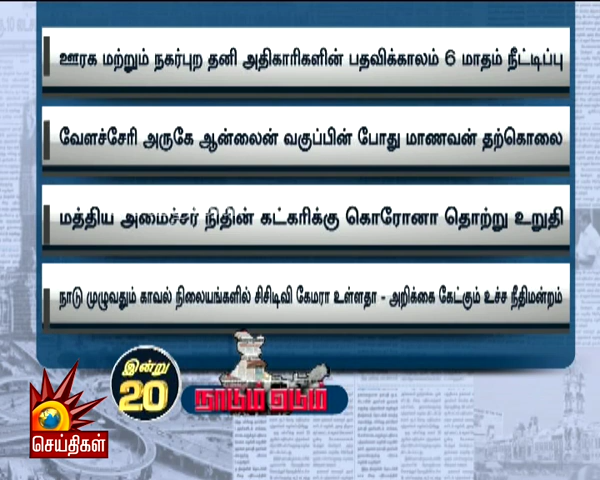 ஊரக மற்றும் நகர்புற தனி அதிகாரிகளின் பதவிக்காலம் 6 மாதம் நீட்டிப்பு
வேளச்சேரி அருகே ஆன்லைன் வகுப்பின் போது மாணவன் தற்கொலை
மத்திய அமைச்சர் நிதின் கட்கரிக்கு கொரோனா தொற்று உறுதி
நாடு முழுவதும் காவல் நிலையங்களில் சிசிடிவி கேமரா உள்ளதா - அறிக்கை கேட்கும் உச்ச நீதிமன்றம்
இன்று
20
நாடும் ஏடும்
செய்திகள்